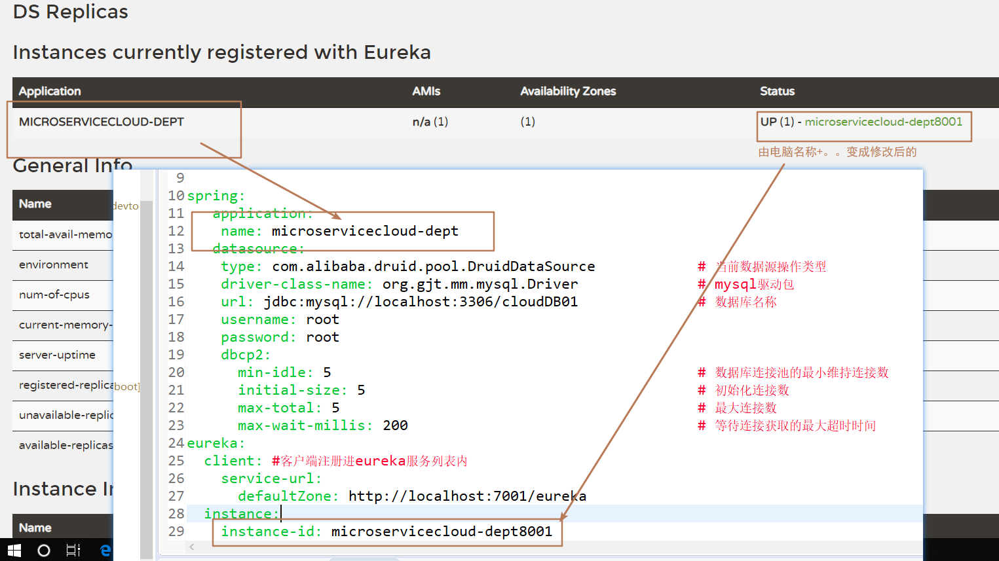 DS Replicas
Instances currently registered with Eureka
Application AMIs Availability Zones Status
MICROSERVICECLOUD-DEPT n/a (1) (1) UP (1) - microservicecloud-dept8001
由电脑名称+。。变成修改后的
General Info
Name
total-avail-memo
environment
num-of-cpus
current-memory-
server-uptime
registered-replica
unavailable-replic
available-replicas
Instance In
Name
devto
boot]
9
10 spring:
11 application:
12 name: microservicecloud-dept
13 datasource:
14 type: com.alibaba.druid.pool.DruidDataSource # 当前数据源操作类型
15 driver-class-name: org.gjt.mm.mysql.Driver # mysql驱动包
16 url: jdbc:mysql://localhost:3306/cloudDB01 # 数据库名称
17 username: root
18 password: root
19 dbcp2:
20 min-idle: 5 # 数据库连接池的最小维持连接数
21 initial-size: 5 # 初始化连接数
22 max-total: 5 # 最大连接数
23 max-wait-millis: 200 # 等待连接获取的最大超时时间
24 eureka:
25 client: #客户端注册进eureka服务列表内
26 service-url:
27 defaultZone: http://localhost:7001/eureka
28 instance:
29 instance-id: microservicecloud-dept8001